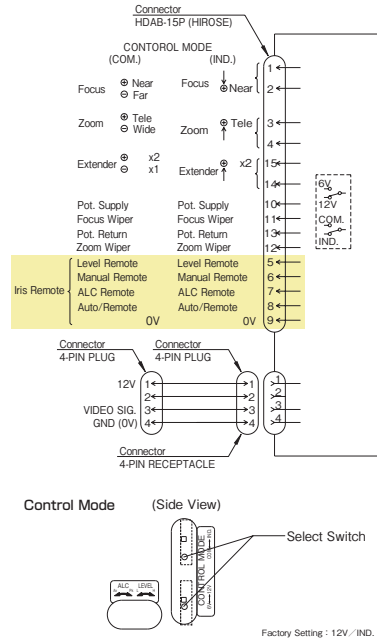 Connector
HDAB-15P (HIROSE)
CONTOROL MODE
(COM.) (IND.)
Focus ⊕ Near Focus ⊕Near 1
⊖ Far 2
Zoom ⊕ Tele Zoom ⊕ Tele 3
⊖ Wide 4
Extender ⊕ x2 Extender ⊕ x2 15
⊖ x1 14
Pot. Supply Pot. Supply 10
Focus Wiper Focus Wiper 11
Pot. Return Pot. Return 13
Zoom Wiper Zoom Wiper 12
6V
12V
COM.
IND.
Iris Remote
Level Remote Level Remote 5
Manual Remote Manual Remote 6
ALC Remote ALC Remote 7
Auto/Remote Auto/Remote 8
0V 0V 9
Connector Connector
4-PIN PLUG 4-PIN PLUG
12V 1 1 1
2 2 2
VIDEO SIG. 3 3 3
GND (0V) 4 4 4
Connector
4-PIN RECEPTACLE
Control Mode (Side View)
Select Switch
CONTROL MODE
6V 12V COM. IND.
ALC LEVEL
Factory Setting : 12V/IND.